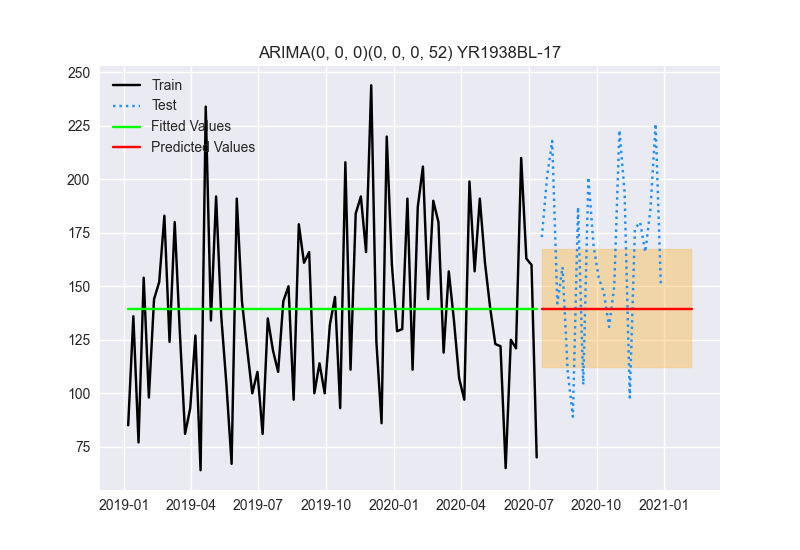 ARIMA(0, 0, 0)(0, 0, 0, 52) YR1938BL-17
250
225
200
175
150
125
100
75
Train
Test
Fitted Values
Predicted Values
2019-01 2019-04 2019-07 2019-10 2020-01 2020-04 2020-07 2020-10 2021-01